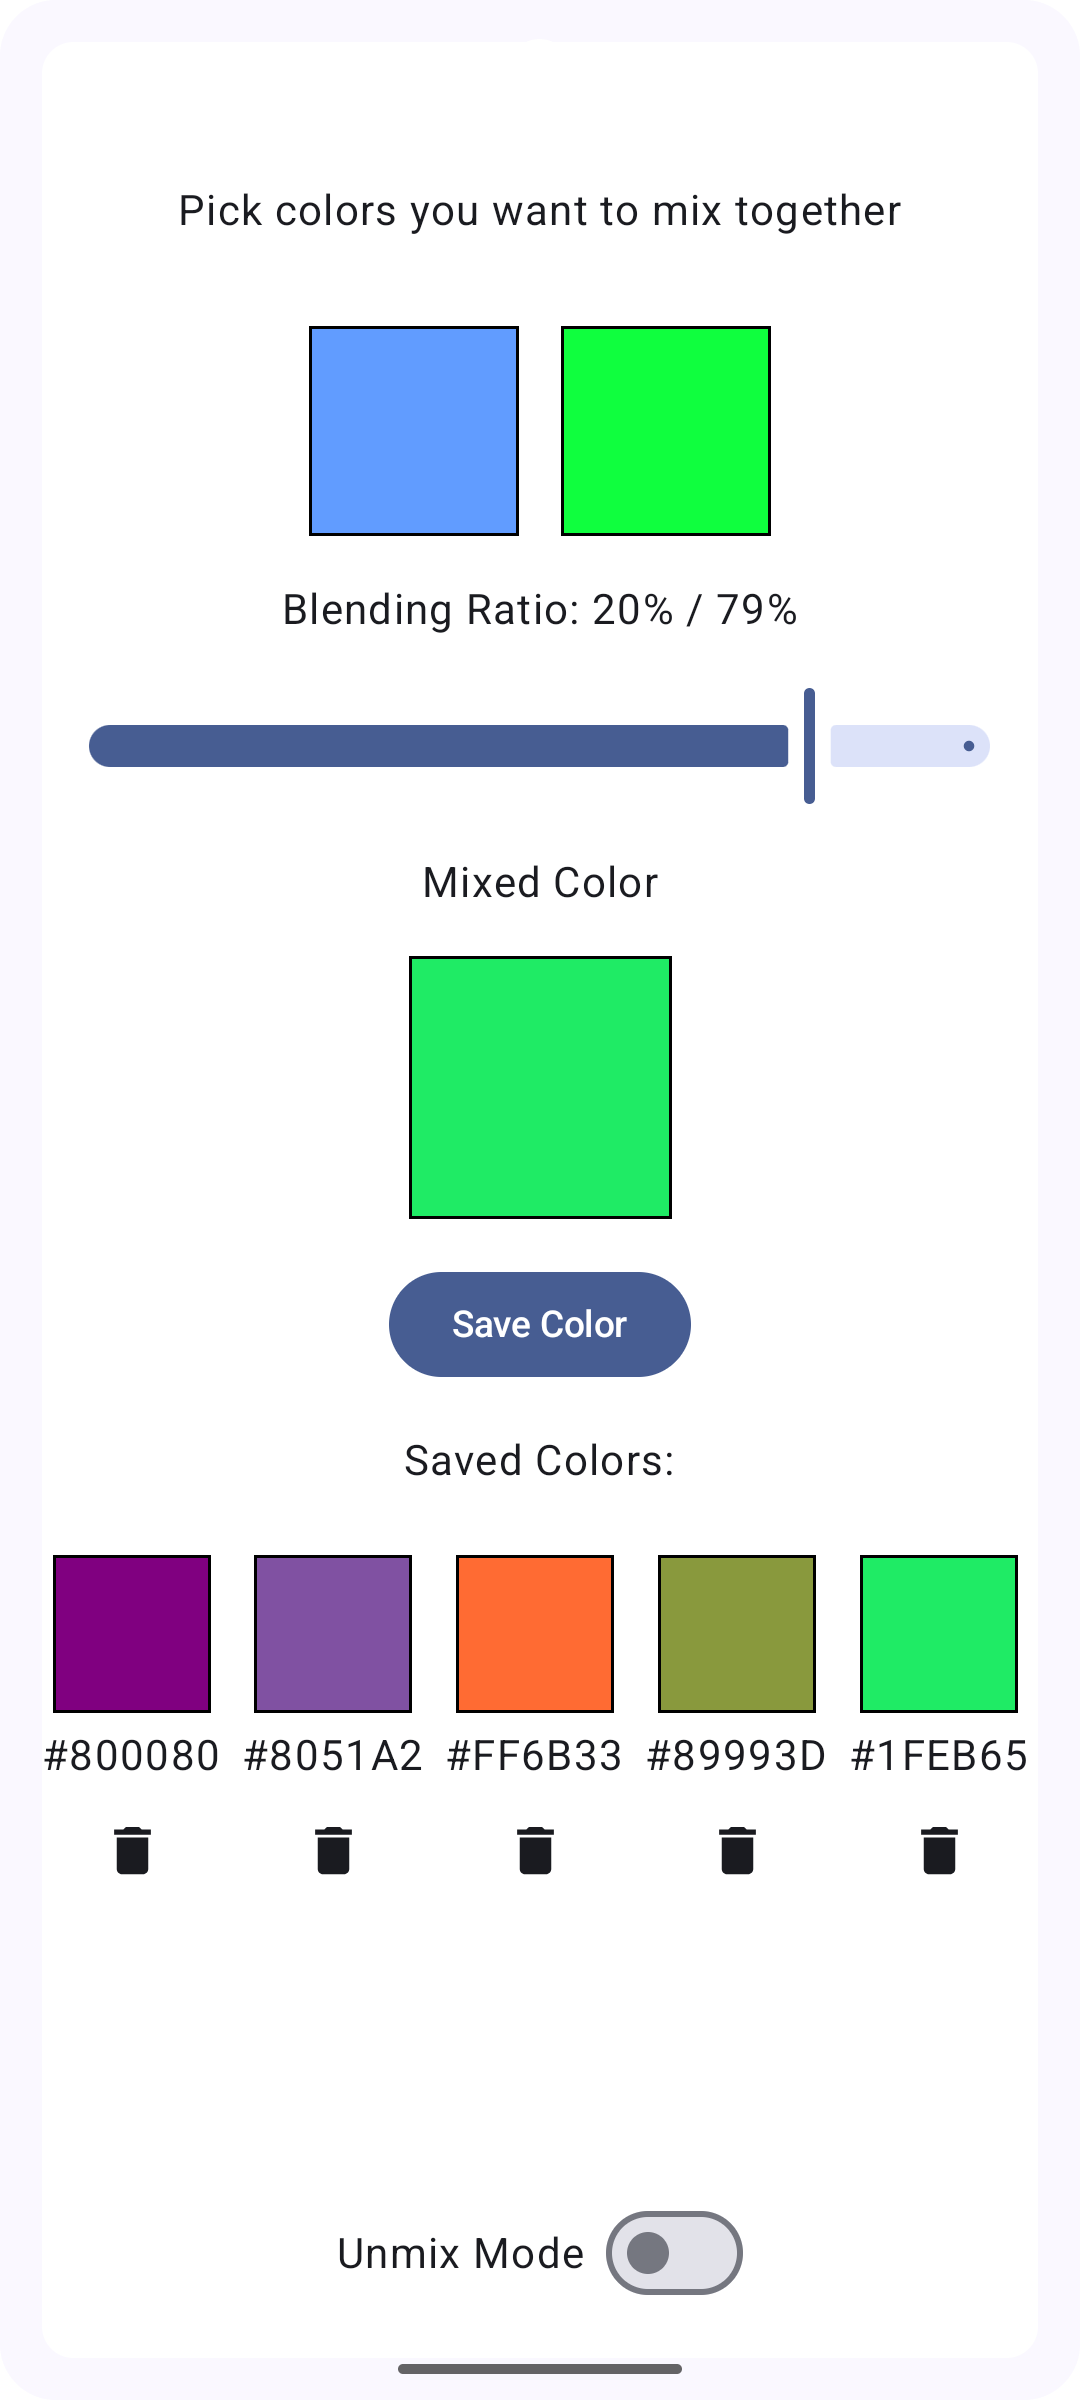 Pick colors you want to mix together
Blending Ratio: 20% / 79%
Mixed Color
Save Color
Saved Colors:
#800080 #8051A2 #FF6B33 #89993D #1FEB65
Unmix Mode